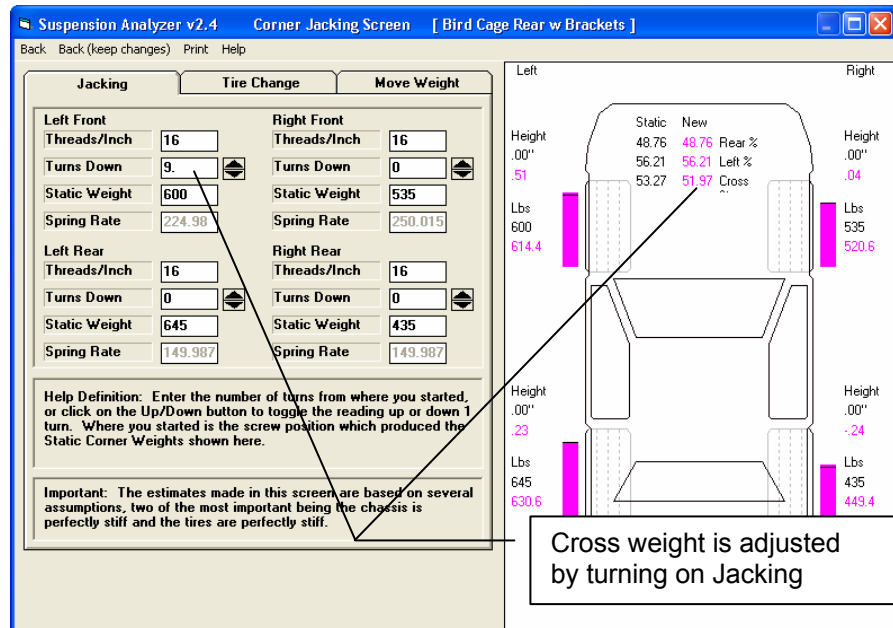 Suspension Analyzer v2.4 Corner Jacking Screen [ Bird Cage Rear w Brackets ]
Back Back (keep changes) Print Help
Jacking Tire Change Move Weight
Left Front Right Front
Threads/Inch 16 Threads/Inch 16
Turns Down 9. Turns Down 0
Static Weight 600 Static Weight 535
Spring Rate 224.98 Spring Rate 250.015
Left Rear Right Rear
Threads/Inch 16 Threads/Inch 16
Turns Down 0 Turns Down 0
Static Weight 645 Static Weight 435
Spring Rate 149.987 Spring Rate 149.987
Help Definition: Enter the number of turns from where you started,
or click on the Up/Down button to toggle the reading up or down 1
turn. Where you started is the screw position which produced the
Static Corner Weights shown here.
Important: The estimates made in this screen are based on several
assumptions, two of the most important being the chassis is
perfectly stiff and the tires are perfectly stiff.
Left Right
Static New
48.76 48.76 Rear %
56.21 56.21 Left %
53.27 51.97 Cross
Height Height
.00" .00"
.51 .04
Lbs Lbs
600 535
614.4 520.6
Height Height
.00" .00"
.23 -.24
Lbs Lbs
645 435
630.6 449.4
Cross weight is adjusted
by turning on Jacking